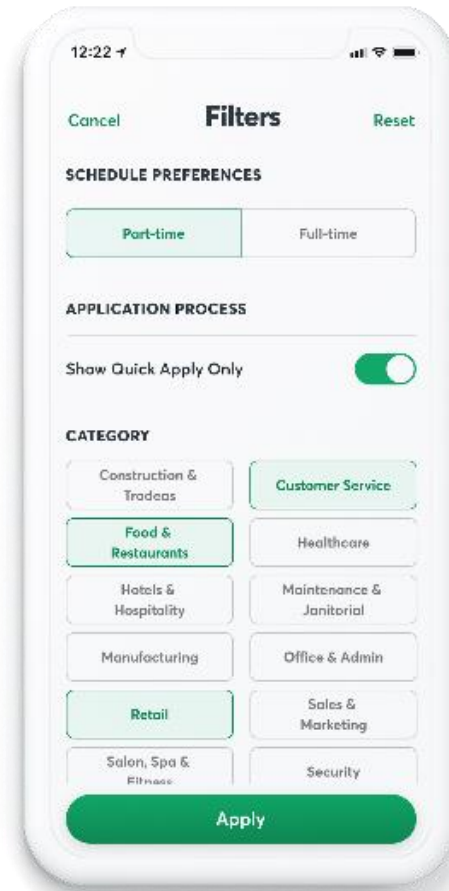 12:22
Cancel Filters Reset
SCHEDULE PREFERENCES
Part-time Full-time
APPLICATION PROCESS
Show Quick Apply Only
CATEGORY
Construction &
Tradeas
Customer Service
Food &
Restaurants
Healthcare
Hotels &
Hospitality
Maintenance &
Janitorial
Manufacturing
Office & Admin
Retail
Sales &
Marketing
Salon, Spa &
Fitness
Security
Apply